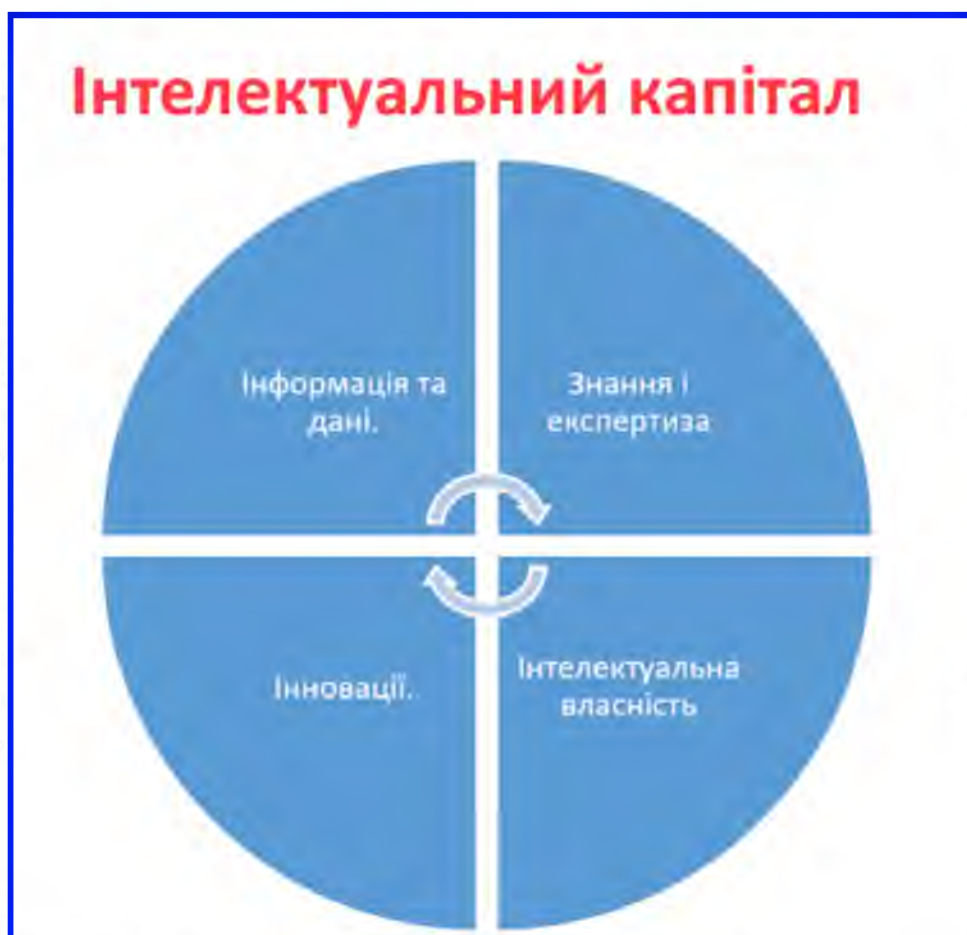 Інтелектуальний капітал
Інформація та
дані.
Знання і
експертиза
Інновації.
Інтелектуальна
власність